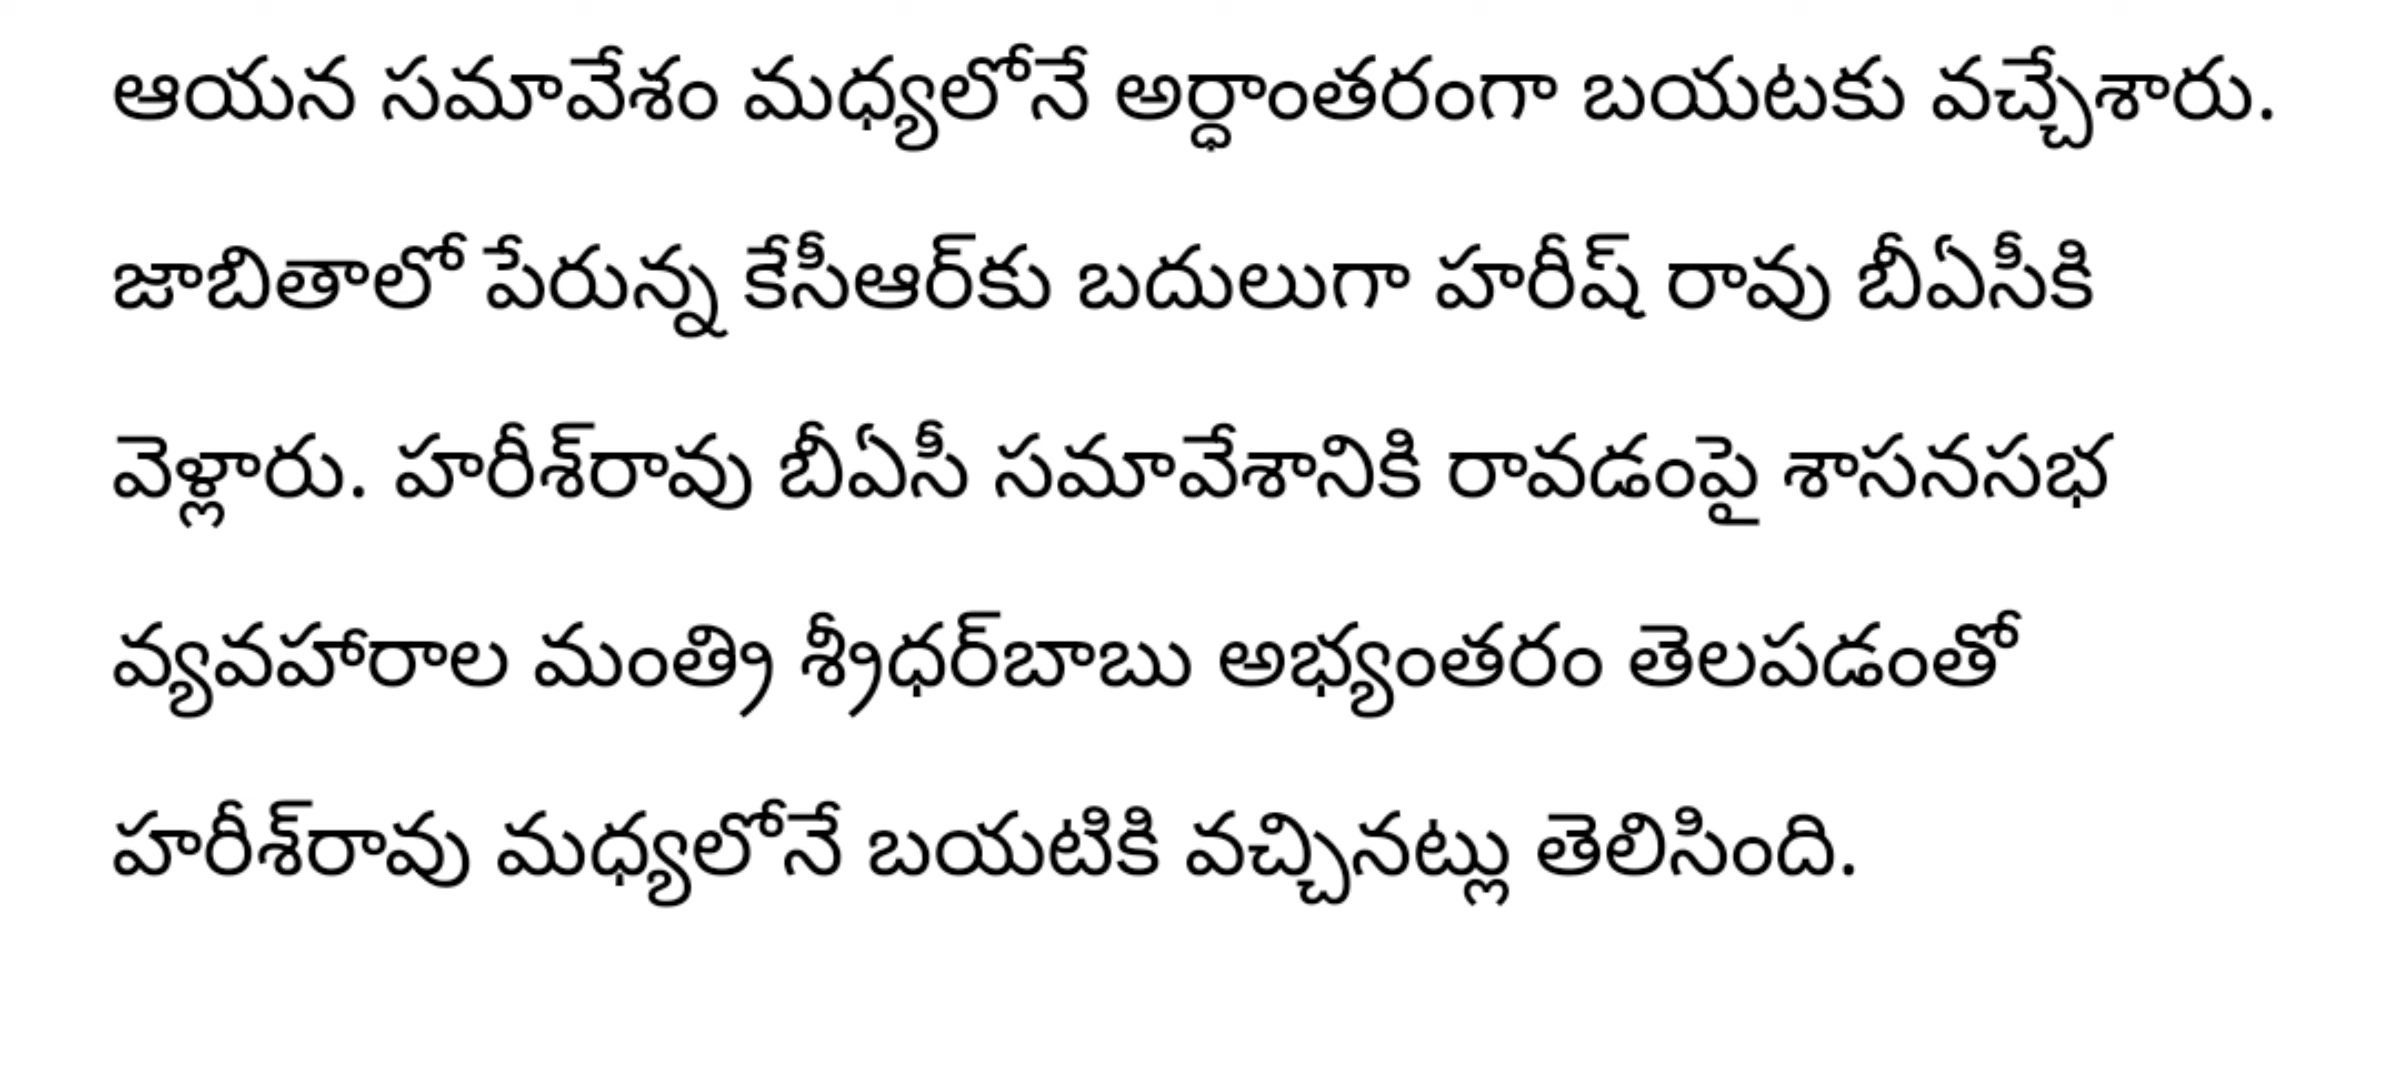 ఆయన సమావేశం మధ్యలోనే అర్ధాంతరంగా బయటకు వచ్చేశారు.
జాబితాలో పేరున్న కేసీఆర్‌కు బదులుగా హరీష్ రావు బీఏసీకి
వెళ్లారు. హరీశ్‌రావు బీఏసీ సమావేశానికి రావడంపై శాసనసభ
వ్యవహారాల మంత్రి శ్రీధర్‌బాబు అభ్యంతరం తెలపడంతో
హరీశ్‌రావు మధ్యలోనే బయటికి వచ్చినట్లు తెలిసింది.